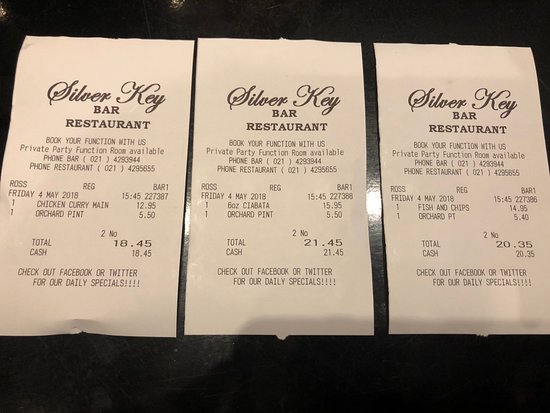 Silver Key
BAR
RESTAURANT
BOOK YOUR FUNCTION WITH US
Private Party Function Room available
PHONE BAR ( 021 ) 4293944
PHONE RESTAURANT ( 021 ) 4295655
ROSS REG BAR1
FRIDAY 4 MAY 2018 15:45 227387
1 CHICKEN CURRY MAIN 12.95
1 ORCHARD PINT 5.50
2 No
TOTAL 18.45
CASH 18.45
CHECK OUT FACEBOOK OR TWITTER
FOR OUR DAILY SPECIALS!!!!
Silver Key
BAR
RESTAURANT
BOOK YOUR FUNCTION WITH US
Private Party Function Room available
PHONE BAR ( 021 ) 4293944
PHONE RESTAURANT ( 021 ) 4295655
ROSS REG BAR1
FRIDAY 4 MAY 2018 15:45 227386
1 6oz CIABATA 15.95
1 ORCHARD PINT 5.50
2 No
TOTAL 21.45
CASH 21.45
CHECK OUT FACEBOOK OR TWITTER
FOR OUR DAILY SPECIALS!!!!
Silver Key
BAR
RESTAURANT
BOOK YOUR FUNCTION WITH US
Private Party Function Room available
PHONE BAR ( 021 ) 4293944
PHONE RESTAURANT ( 021 ) 4295655
ROSS REG BAR1
FRIDAY 4 MAY 2018 15:45 227388
1 FISH AND CHIPS 14.95
1 ORCHARD PT 5.40
2 No
TOTAL 20.35
CASH 20.35
CHECK OUT FACEBOOK OR TWITTER
FOR OUR DAILY SPECIALS!!!!